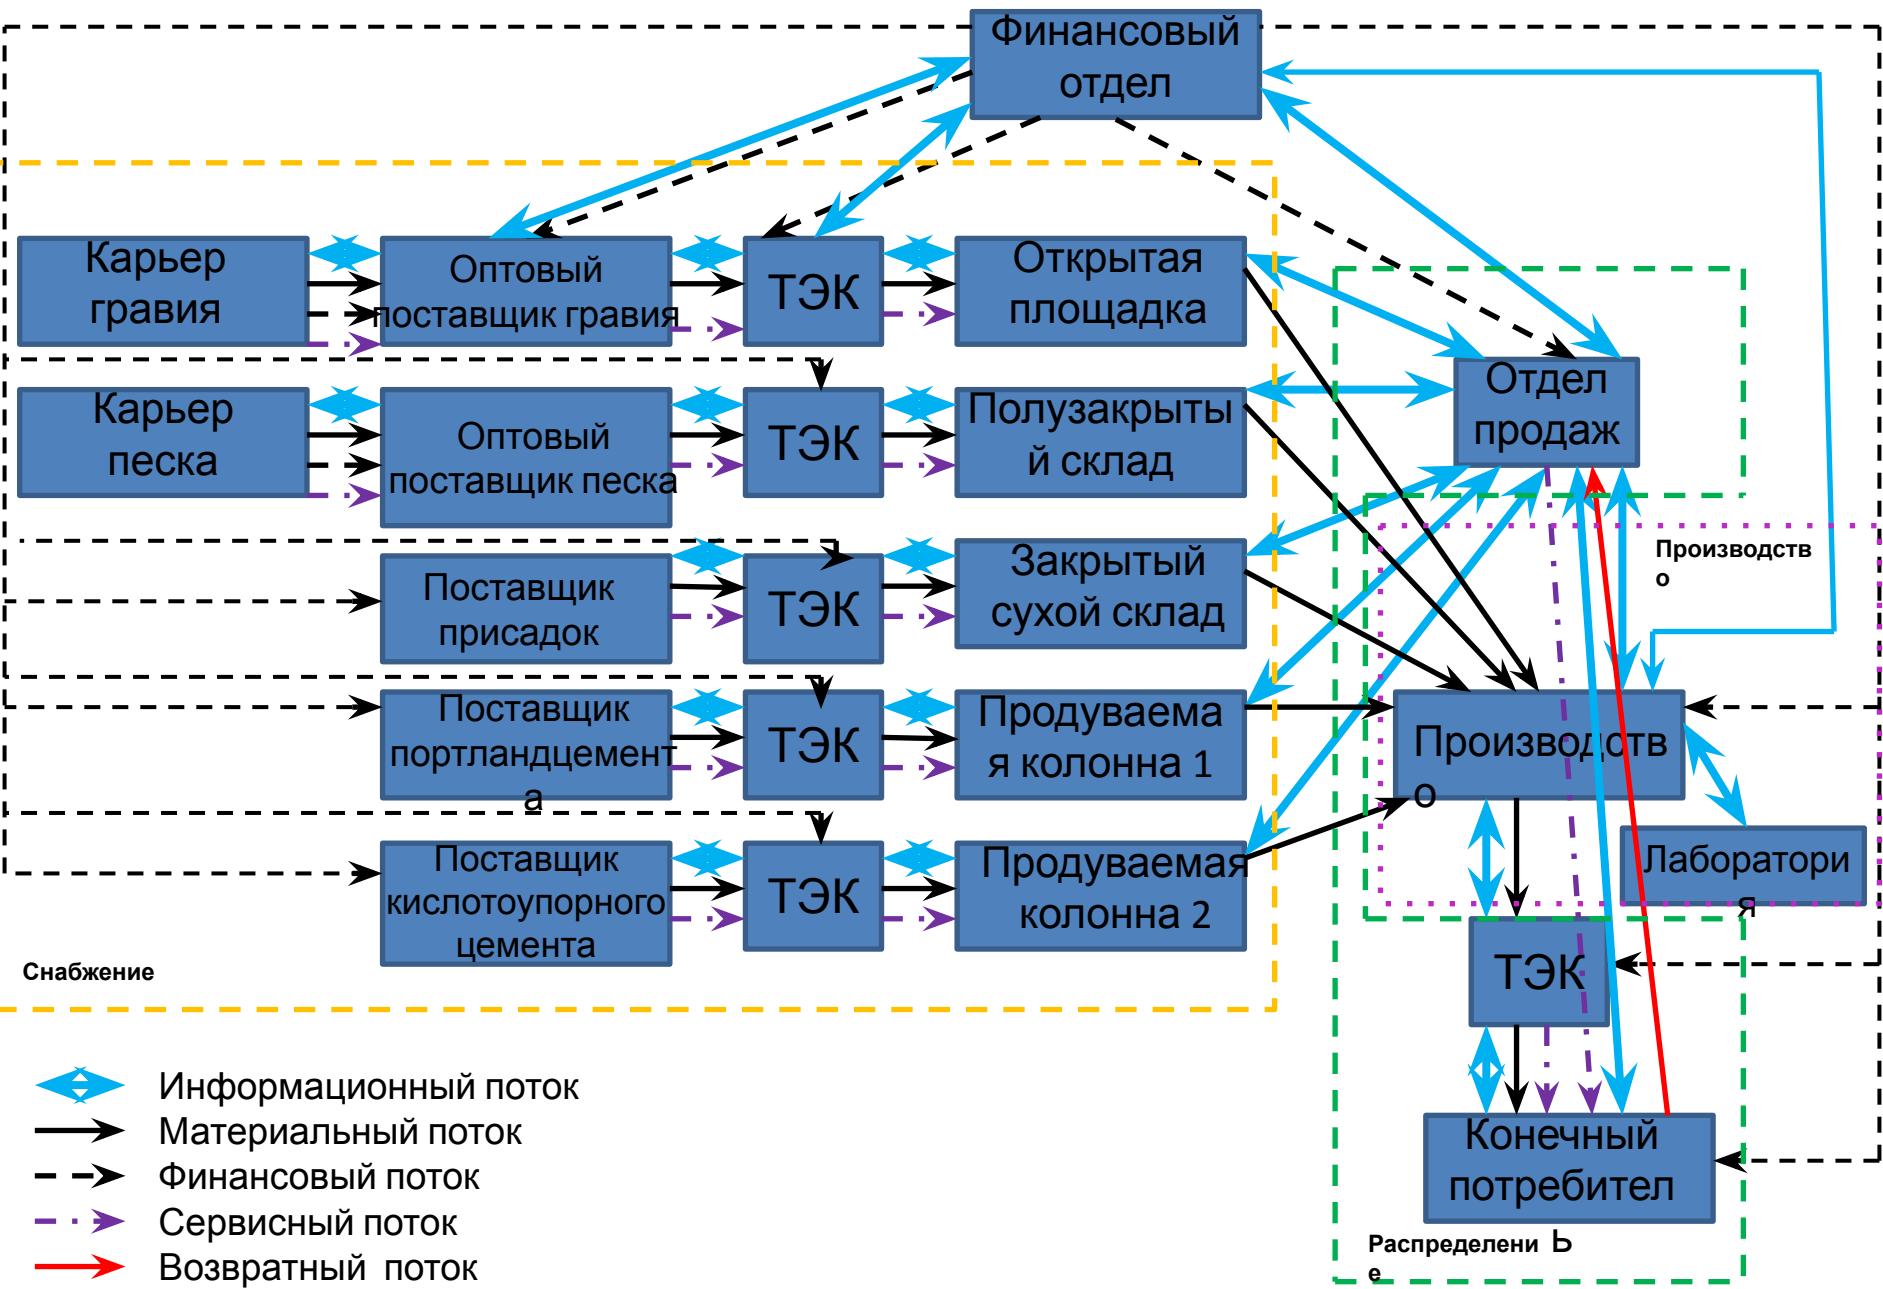 Финансовый
отдел
Карьер
гравия
Оптовый
поставщик гравия
ТЭК
Открытая
площадка
Отдел
продаж
Карьер
песка
Оптовый
поставщик песка
ТЭК
Полузакрыты
й склад
Поставщик
присадок
ТЭК
Закрытый
сухой склад
Производств
о
Поставщик
портландцемент
а
ТЭК
Продуваема
я колонна 1
Производств
о
Лаборатори
я
Поставщик
кислотоупорного
цемента
ТЭК
Продуваемая
колонна 2
Снабжение
ТЭК
Конечный
потребител
ь
Распределени
е
Информационный поток
Материальный поток
Финансовый поток
Сервисный поток
Возвратный поток